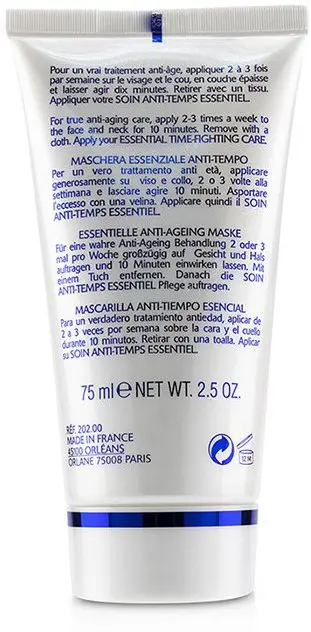 Pour un vrai traitement anti-âge, appliquer 2 à 3 fois
par semaine sur le visage et le cou, en couche épaisse
et laisser agir dix minutes. Retirer avec un tissu.
Appliquer votre SOIN ANTI-TEMPS ESSENTIEL.
For true anti-aging care, apply 2-3 times a week to
the face and neck for 10 minutes. Remove with a
cloth. Apply your ESSENTIAL TIME-FIGHTING CARE.
MASCHERA ESSENZIALE ANTI-TEMPO
Per un vero trattamento anti età, applicare
generosamente su viso e collo, 2 o 3 volte alla
settimana e lasciare agire 10 minuti. Asportare
l'eccesso con una velina. Applicare quindi il SOIN
ANTI-TEMPS ESSENTIEL.
ESSENTIELLE ANTI-AGEING MASKE
Für eine wahre Anti-Ageing Behandlung 2 oder 3
mal pro Woche großzügig auf Gesicht und Hals
auftragen und 10 Minuten einwirken lassen. Mit
einem Tuch entfernen. Danach die SOIN
ANTI-TEMPS ESSENTIEL Pflege auftragen.
MASCARILLA ANTI-TIEMPO ESENCIAL
Para un verdadero tratamiento antiedad, aplicar de
2 a 3 veces por semana sobre la cara y el cuello
durante 10 minutos. Retirar con una toalla. Aplicar
su SOIN ANTI-TEMPS ESSENTIEL.
75 ml e NET WT. 2.5 OZ.
RÉF. 202.00
MADE IN FRANCE
45100 ORLÉANS
ORLANE 75008 PARIS
12 M